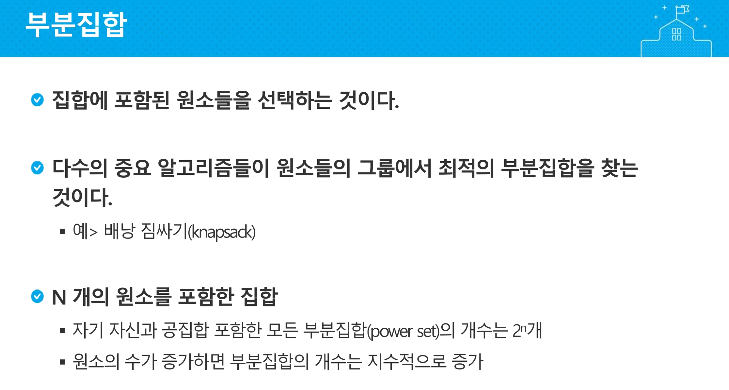 부분집합
집합에 포함된 원소들을 선택하는 것이다.
다수의 중요 알고리즘들이 원소들의 그룹에서 최적의 부분집합을 찾는
것이다.
▪ 예> 배낭 짐싸기(knapsack)
N 개의 원소를 포함한 집합
▪ 자기 자신과 공집합 포함한 모든 부분집합(power set)의 개수는 2ⁿ개
▪ 원소의 수가 증가하면 부분집합의 개수는 지수적으로 증가